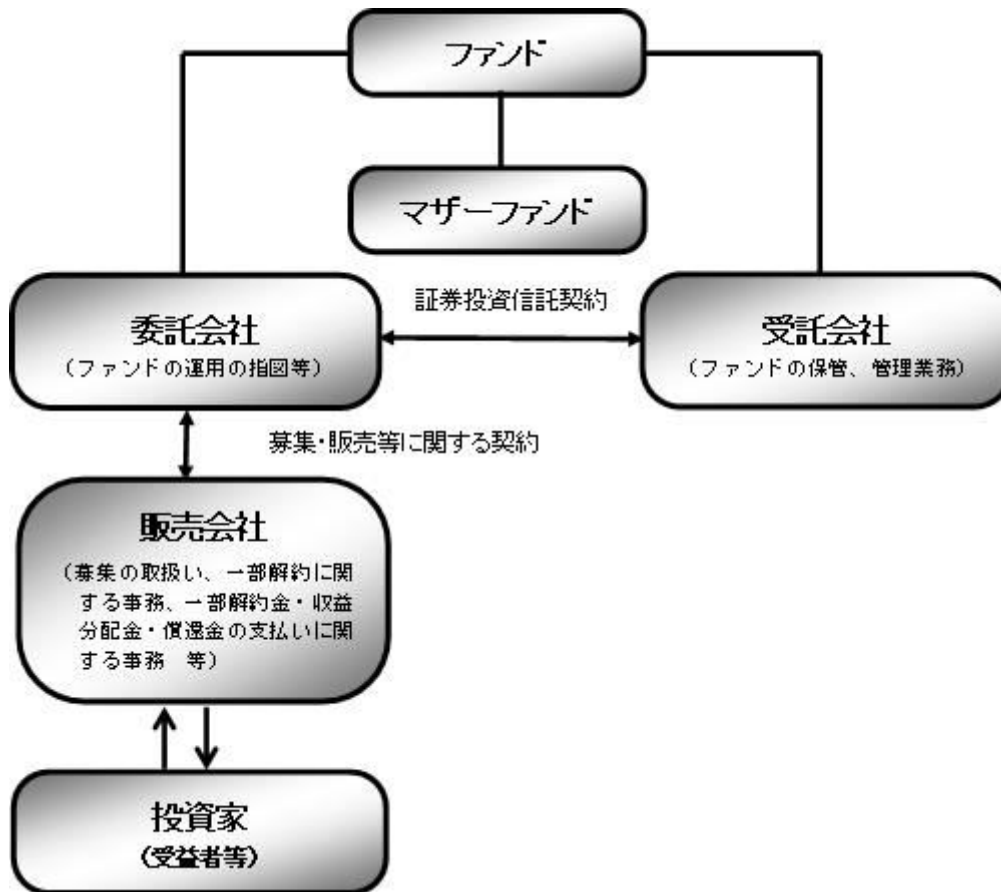 ファンド
マザーファンド
証券投資信託契約
委託会社
(ファンドの運用の指図等)
受託会社
(ファンドの保管、管理業務)
募集・販売等に関する契約
販売会社
(募集の取扱い、一部解約に関
する事務、一部解約金・収益
分配金・償還金の支払いに関
する事務　等)
投資家
(受益者等)